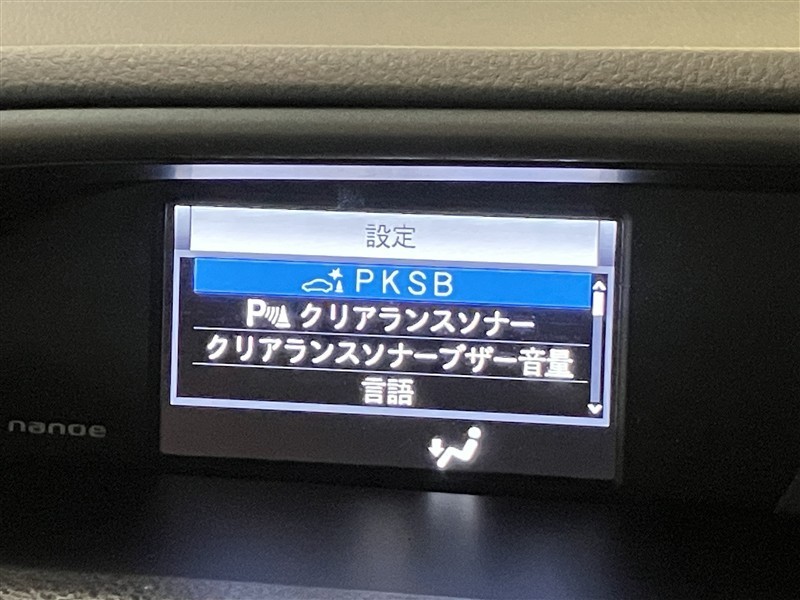 設定
PKSB
P クリアランスソナー
クリアランスソナーブザー音量
言語
nanoe